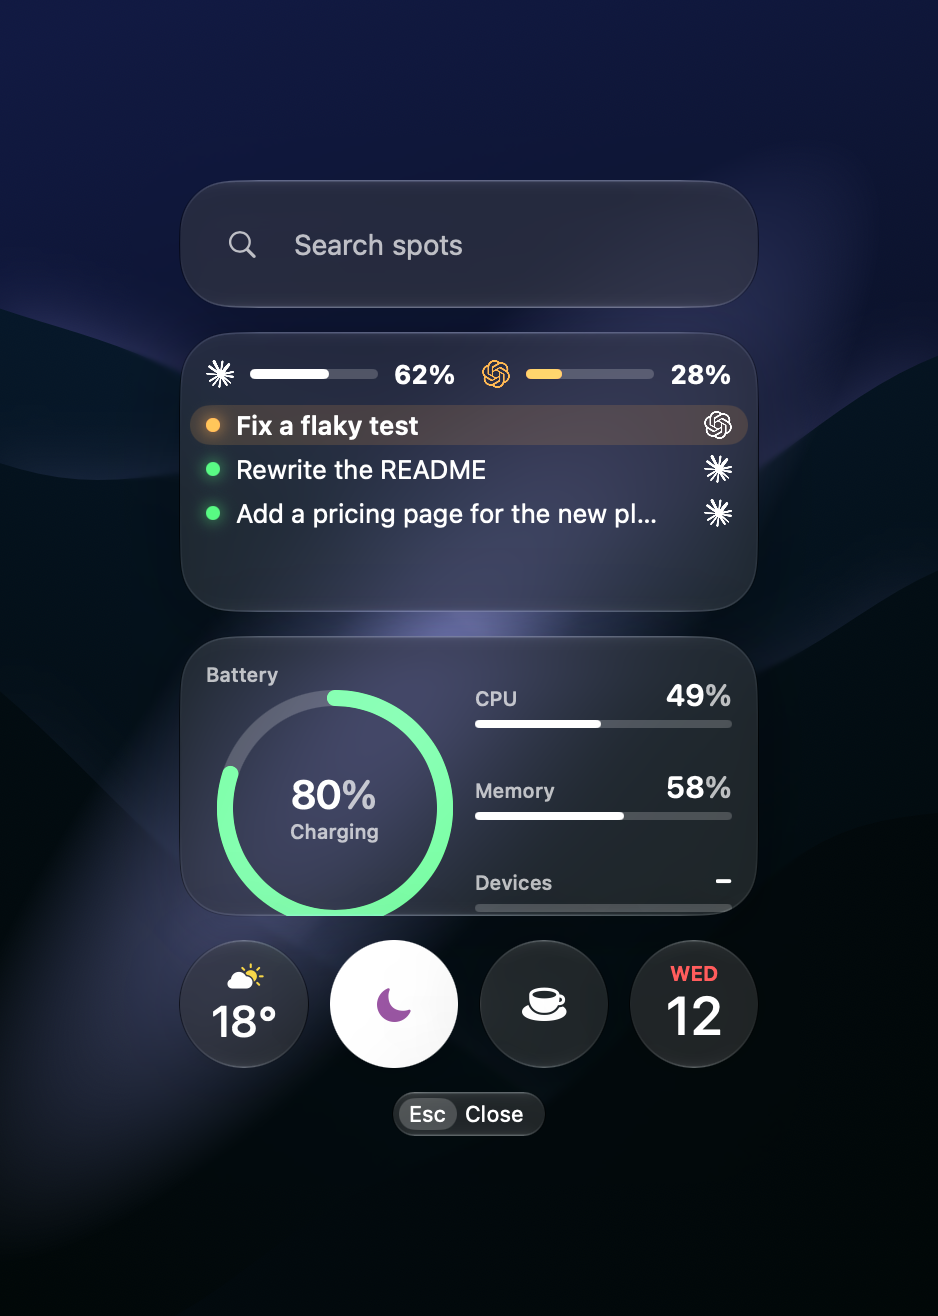 Search spots
62% 28%
Fix a flaky test
Rewrite the README
Add a pricing page for the new pl...
Battery
CPU 49%
80%
Charging
Memory 58%
Devices –
18°
WED
12
Esc Close